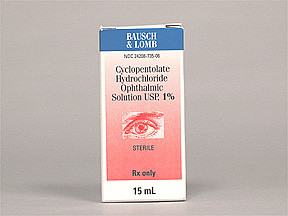 BAUSCH
& LOMB
NDC 24208-735-06
Cyclopentolate
Hydrochloride
Ophthalmic
Solution USP, 1%
STERILE
Rx only
15 mL